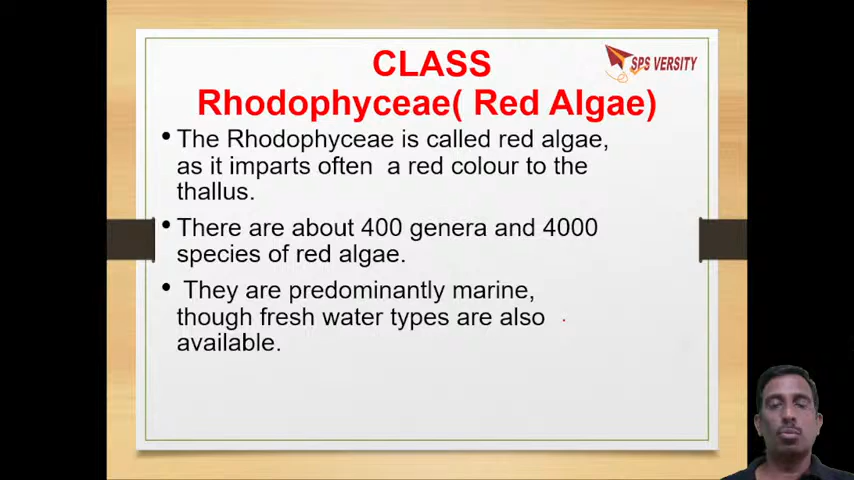 CLASS
SPS VERSITY
Rhodophyceae( Red Algae)
• The Rhodophyceae is called red algae,
as it imparts often a red colour to the
thallus.
• There are about 400 genera and 4000
species of red algae.
• They are predominantly marine,
though fresh water types are also
available.